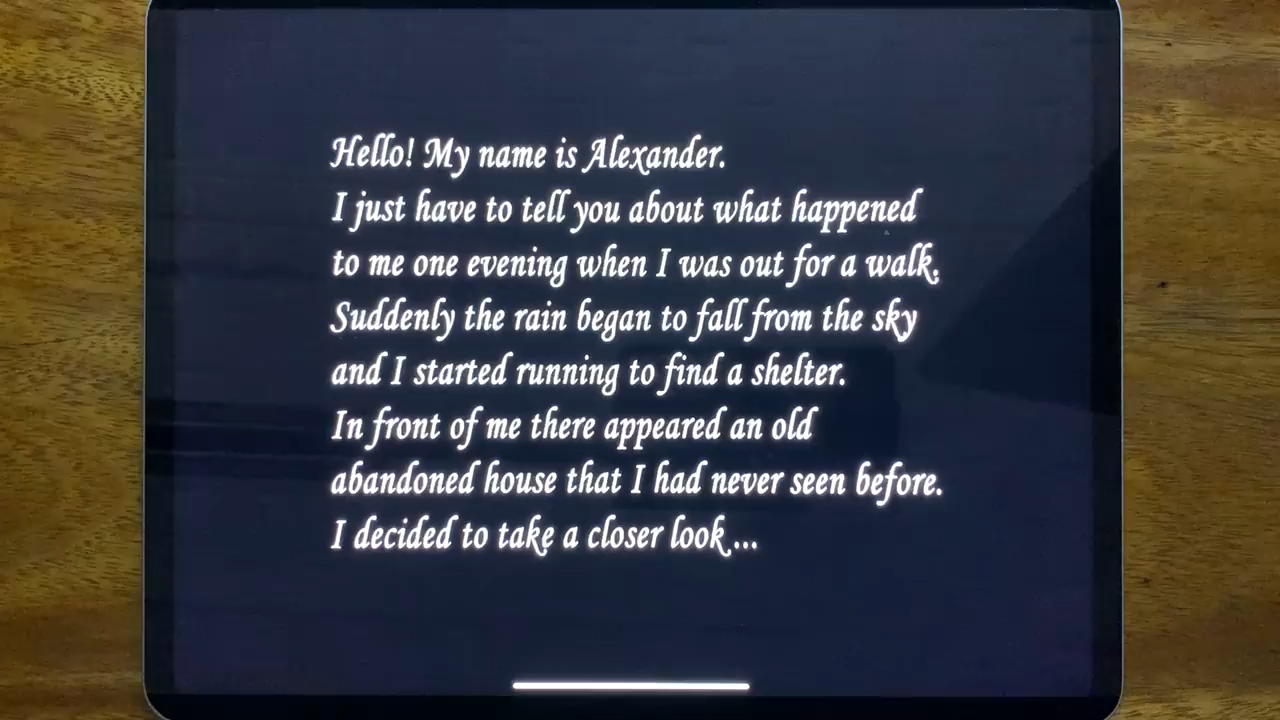 Hello! My name is Alexander.
I just have to tell you about what happened
to me one evening when I was out for a walk.
Suddenly the rain began to fall from the sky
and I started running to find a shelter.
In front of me there appeared an old
abandoned house that I had never seen before.
I decided to take a closer look...